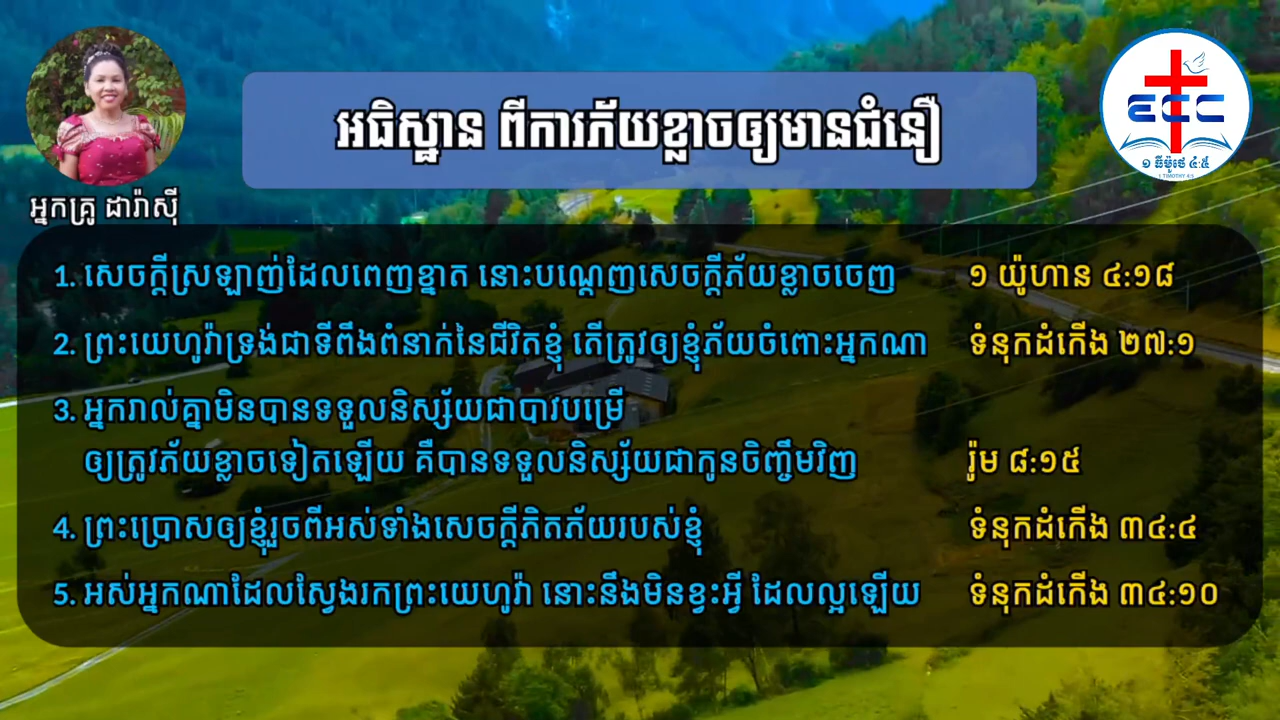 អធិស្ឋាន ពីការភ័យខ្លាចឲ្យមានជំនឿ
ECC
១ ធីម៉ូថេ ៤:៥
1 TIMOTHY 4:5
អ្នកគ្រូ ដារ៉ាស៊ី
1. សេចក្ដីស្រឡាញ់ដែលពេញខ្នាត នោះបណ្ដេញសេចក្ដីភ័យខ្លាចចេញ ១ យ៉ូហាន ៤:១៨
2. ព្រះយេហូវ៉ាទ្រង់ជាទីពឹងពំនាក់នៃជីវិតខ្ញុំ តើត្រូវឲ្យខ្ញុំភ័យចំពោះអ្នកណា ទំនុកដំកើង ២៧:១
3. អ្នករាល់គ្នាមិនបានទទួលនិស្ស័យជាបាវបម្រើ
ឲ្យត្រូវភ័យខ្លាចទៀតឡើយ គឺបានទទួលនិស្ស័យជាកូនចិញ្ចឹមវិញ រ៉ូម ៨:១៥
4. ព្រះប្រោសឲ្យខ្ញុំរួចពីអស់ទាំងសេចក្ដីភិតភ័យរបស់ខ្ញុំ ទំនុកដំកើង ៣៤:៤
5. អស់អ្នកណាដែលស្វែងរកព្រះយេហូវ៉ា នោះនឹងមិនខ្វះអ្វី ដែលល្អឡើយ ទំនុកដំកើង ៣៤:១០